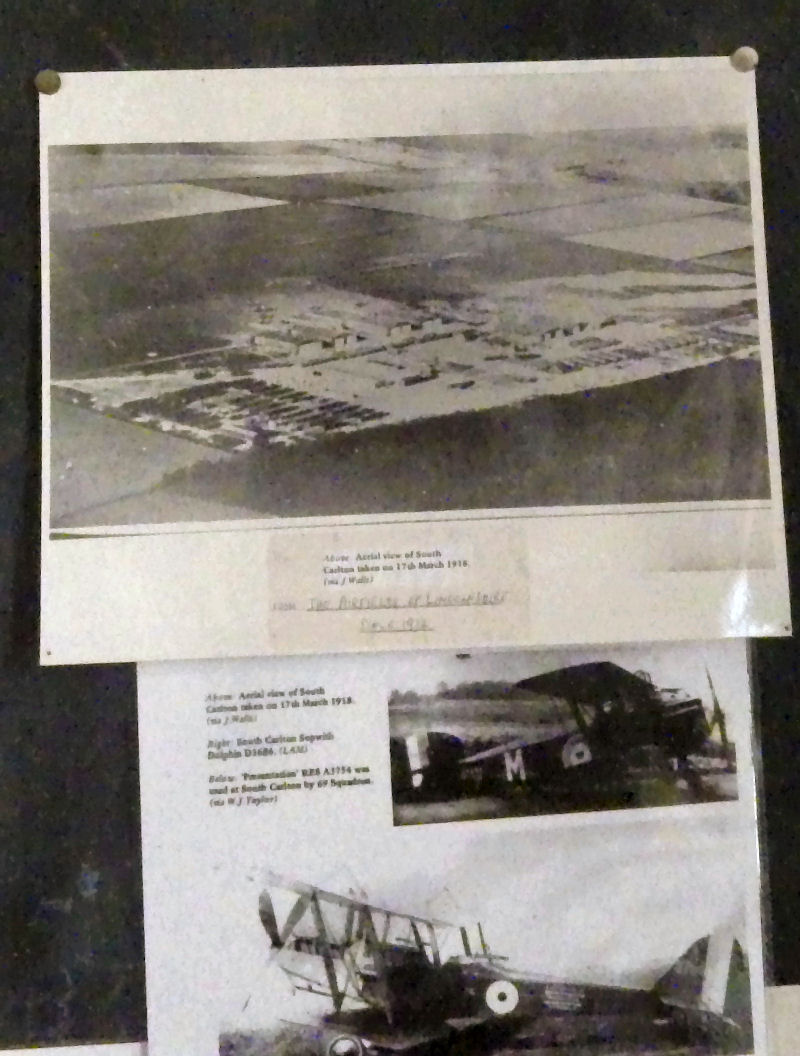 Above: Aerial view of South
Carlton taken on 17th March 1918.
(via J Walls)
FROM THE AIRFIELDS OF LINCOLNSHIRE
SINCE 1912
Above: Aerial view of South
Carlton taken on 17th March 1918.
(via J Walls)
Right: South Carlton Sopwith
Dolphin D3686. (LAM)
Below: 'Presentation' RE8 A3754 was
used at South Carlton by 69 Squadron.
(via W.J Taylor)
M